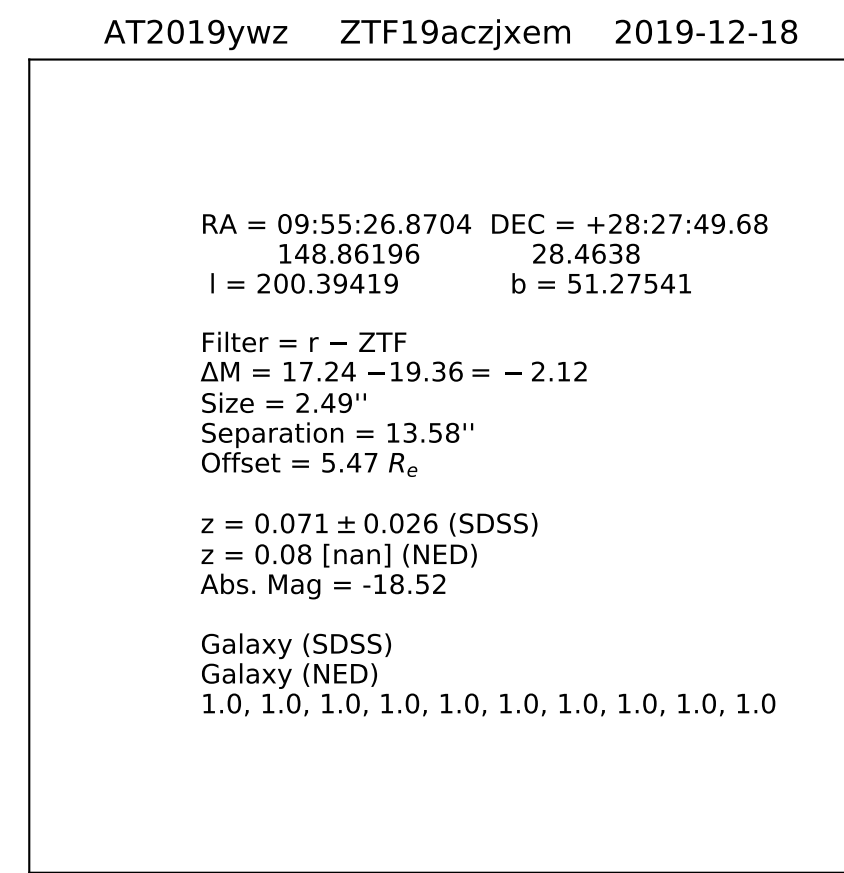 AT2019ywz ZTF19aczjxem 2019-12-18
RA = 09:55:26.8704 DEC = +28:27:49.68
148.86196 28.4638
l = 200.39419 b = 51.27541
Filter = r − ZTF
ΔM = 17.24 −19.36 = − 2.12
Size = 2.49''
Separation = 13.58''
Offset = 5.47 Rₑ
z = 0.071 ± 0.026 (SDSS)
z = 0.08 [nan] (NED)
Abs. Mag = -18.52
Galaxy (SDSS)
Galaxy (NED)
1.0, 1.0, 1.0, 1.0, 1.0, 1.0, 1.0, 1.0, 1.0, 1.0